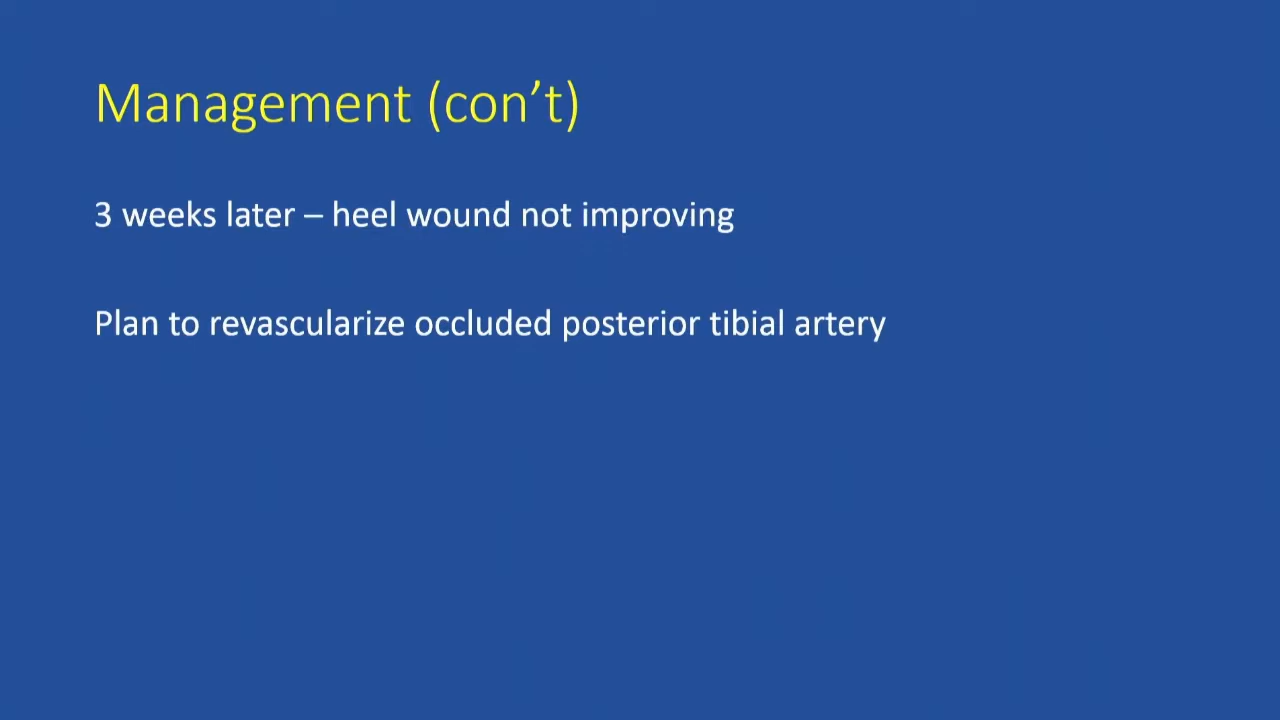 Management (con’t)
3 weeks later – heel wound not improving
Plan to revascularize occluded posterior tibial artery